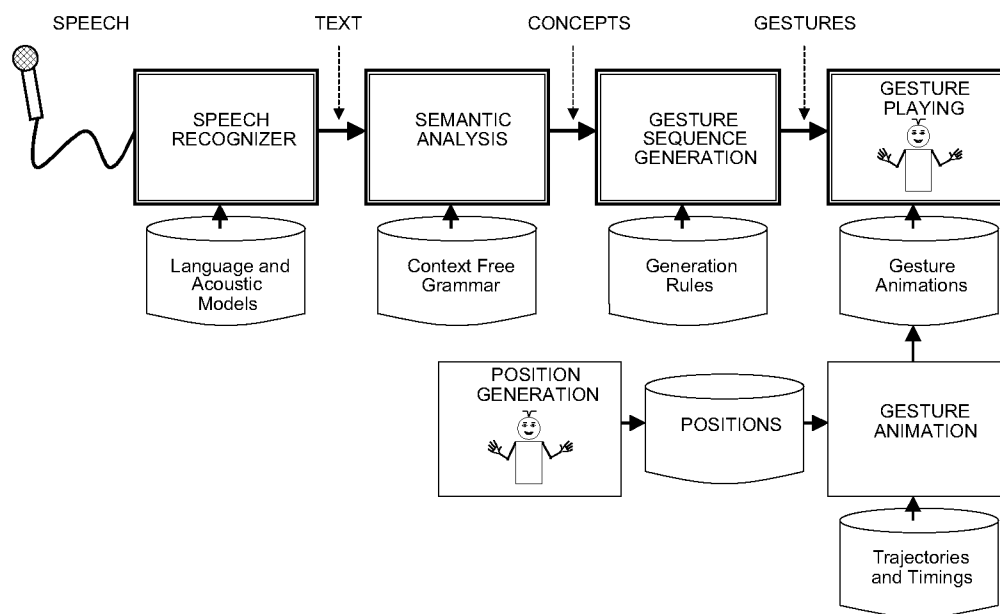 SPEECH
TEXT
CONCEPTS
GESTURES
SPEECH
RECOGNIZER
SEMANTIC
ANALYSIS
GESTURE
SEQUENCE
GENERATION
GESTURE
PLAYING
Language and
Acoustic
Models
Context Free
Grammar
Generation
Rules
Gesture
Animations
POSITION
GENERATION
POSITIONS
GESTURE
ANIMATION
Trajectories
and Timings